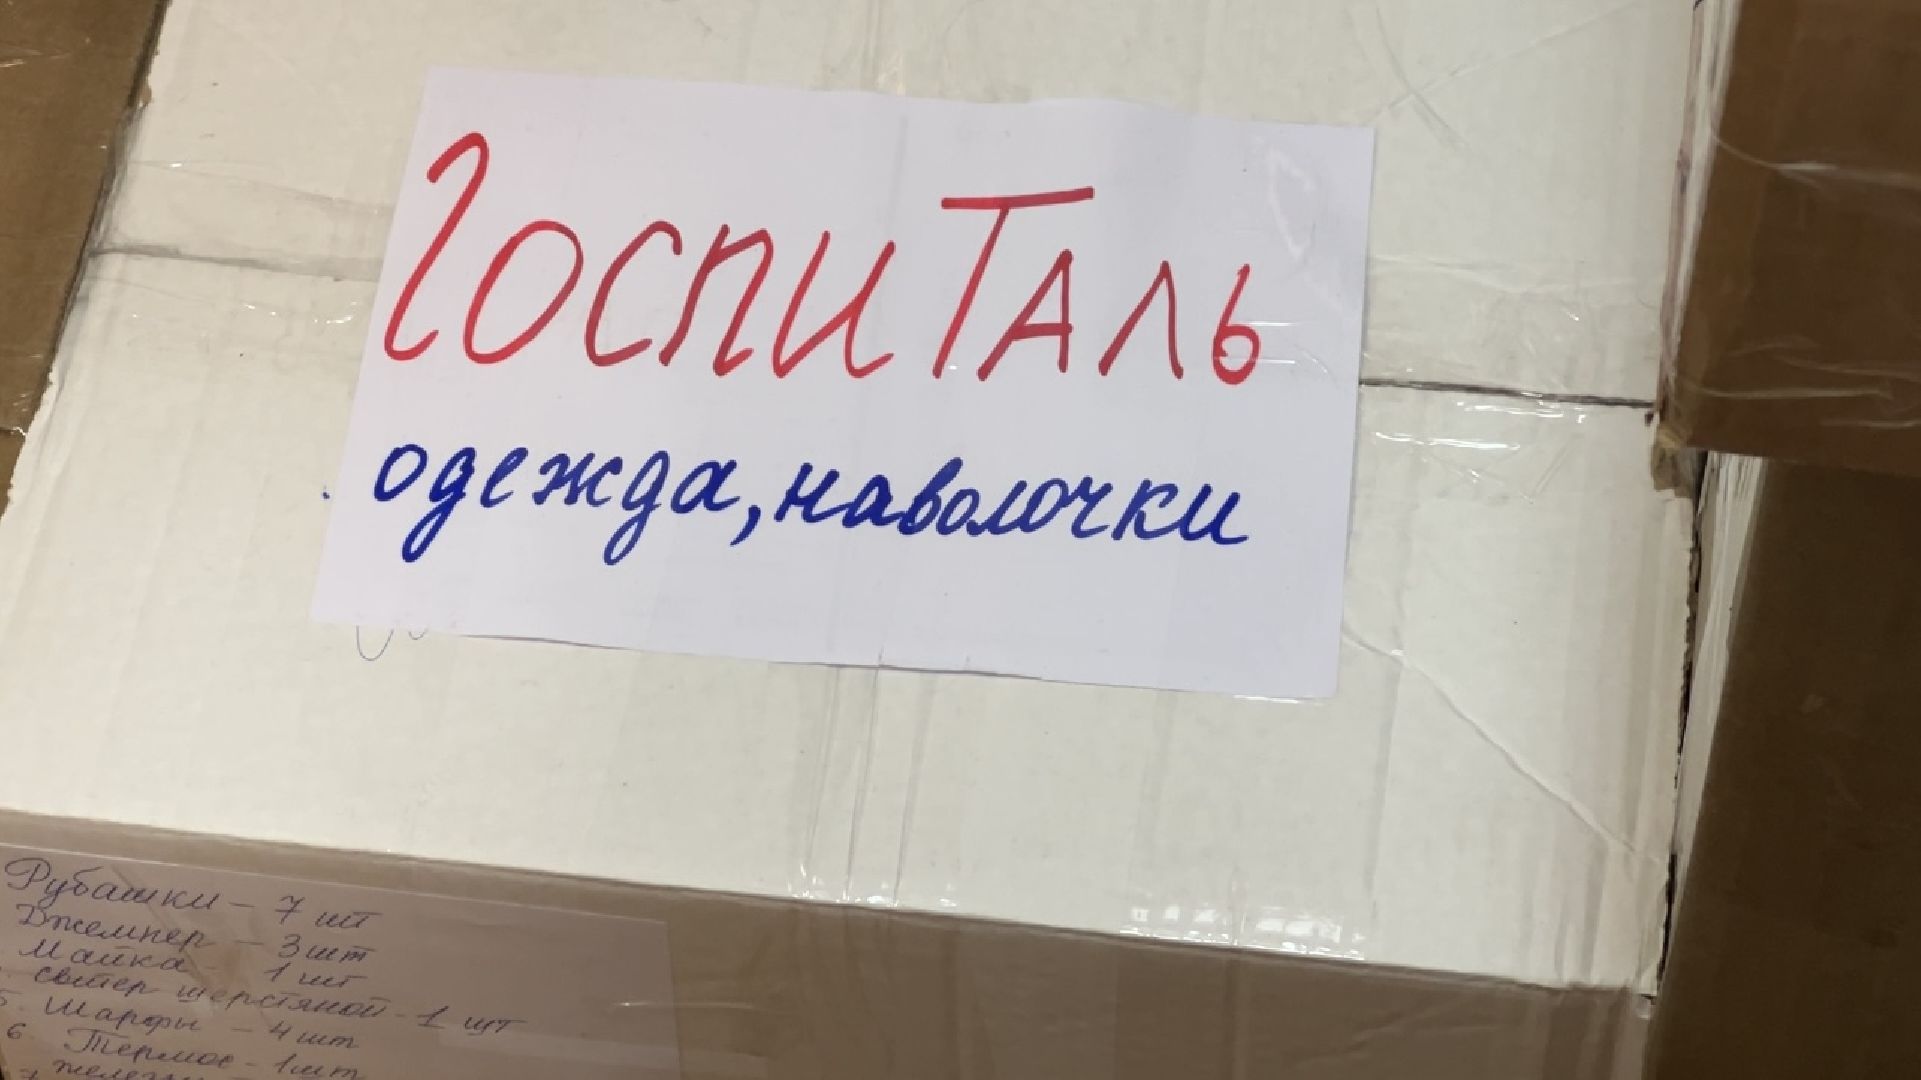 ГОСПИТАЛЬ
одежда, наволочки
Рубашки - 7 шт
Джемпер - 3 шт
Майка - 1 шт
свитер шерстяной - 1 шт
5. Шарфы - 4 шт
6. Термос - 1 шт
7.